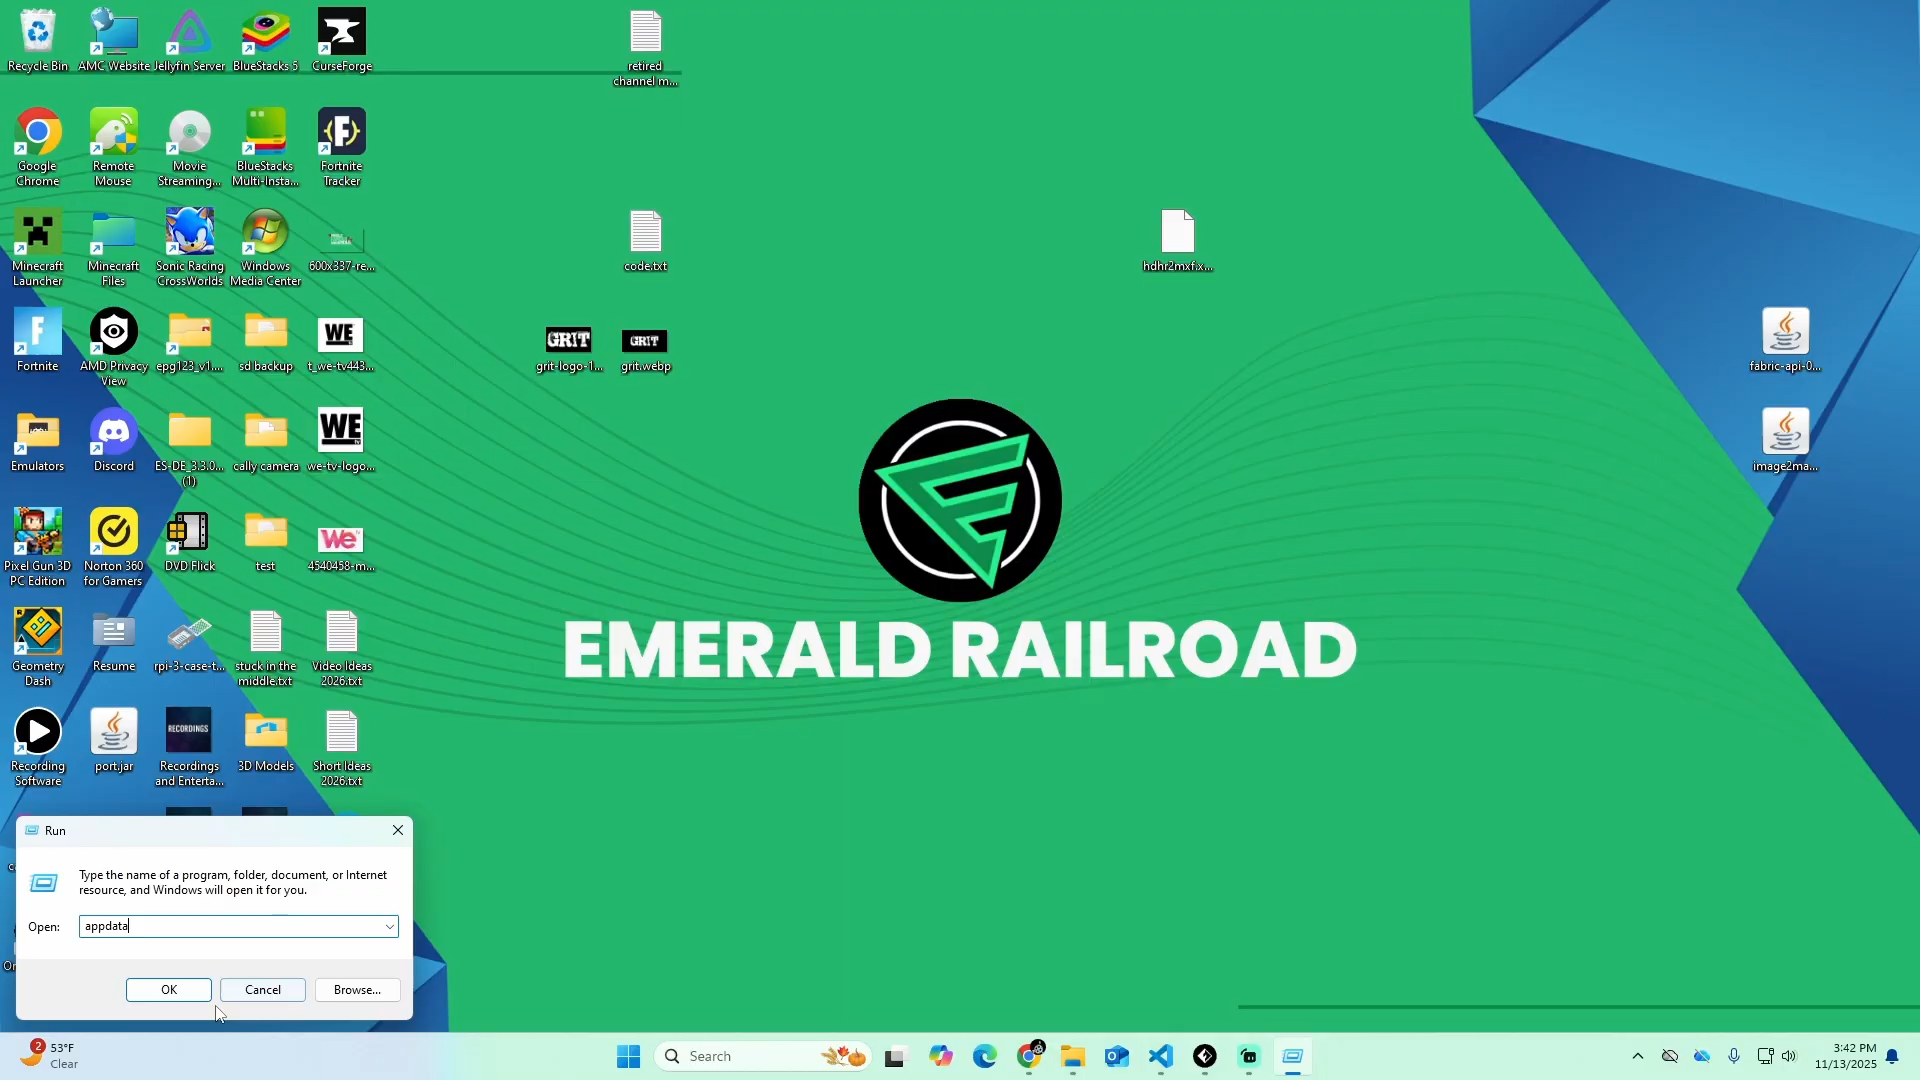 Recycle Bin
AMC Website
Jellyfin Server
BlueStacks 5
CurseForge
retired
channel m...
Google
Chrome
Remote
Mouse
Movie
Streaming...
BlueStacks
Multi-Insta...
Fortnite
Tracker
Minecraft
Launcher
Minecraft
Files
Sonic Racing
CrossWorlds
Windows
Media Center
600x337-re...
code.txt
hdhr2mxf.x...
Fortnite
AMD Privacy
View
epg123_v1....
sd backup
WE
t_we-tv443...
GRIT
grit-logo-1...
GRIT
grit.webp
fabric-api-0...
Emulators
Discord
ES-DE_3.3.0...
(1)
cally camera
WE
tv
we-tv-logo...
image2ma...
Pixel Gun 3D
PC Edition
Norton 360
for Gamers
DVD Flick
test
We
4540458-m...
EMERALD RAILROAD
Geometry
Dash
Resume
rpi-3-case-t...
stuck in the
middle.txt
Video Ideas
2026.txt
Recording
Software
port.jar
RECORDINGS
Recordings
and Enterta...
3D Models
Short Ideas
2026.txt
Run
Type the name of a program, folder, document, or Internet
resource, and Windows will open it for you.
Open:
appdata
OK
Cancel
Browse...
2
53°F
Clear
Search
3:42 PM
11/13/2025